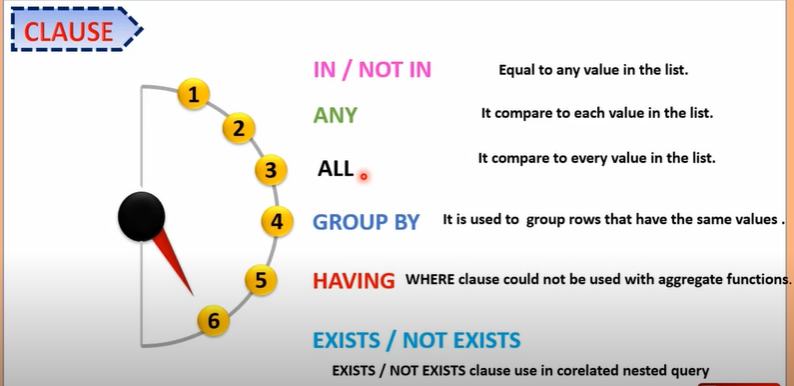 CLAUSE
1 IN / NOT IN Equal to any value in the list.
2 ANY It compare to each value in the list.
3 ALL It compare to every value in the list.
4 GROUP BY It is used to group rows that have the same values .
5 HAVING WHERE clause could not be used with aggregate functions.
6 EXISTS / NOT EXISTS
EXISTS / NOT EXISTS clause use in corelated nested query